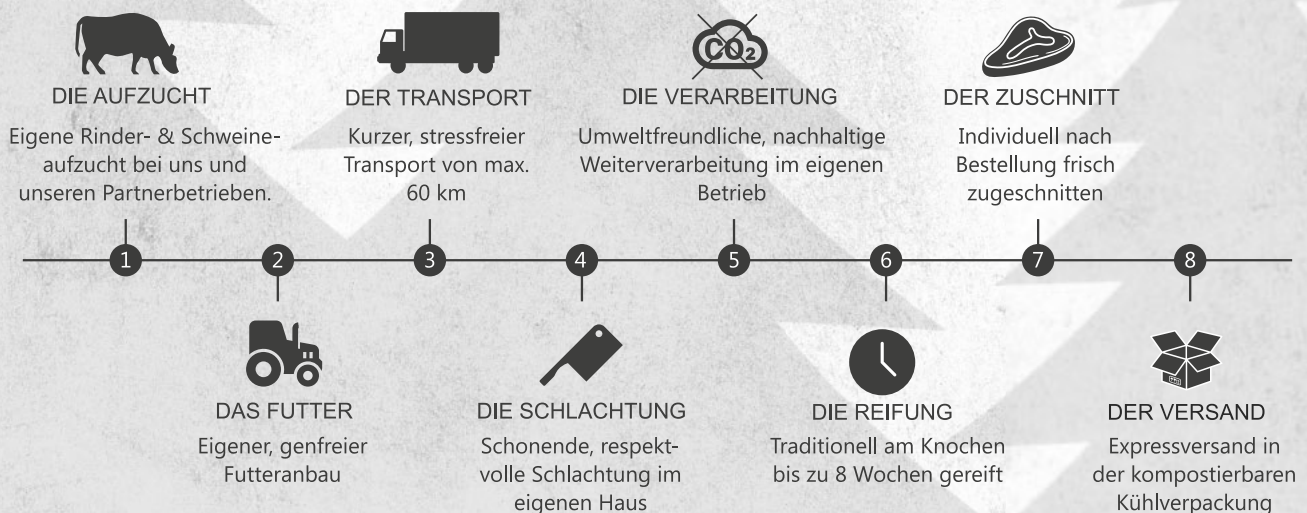 CO₂
DIE AUFZUCHT
Eigene Rinder- & Schweine-
aufzucht bei uns und
unseren Partnerbetrieben.
DER TRANSPORT
Kurzer, stressfreier
Transport von max.
60 km
DIE VERARBEITUNG
Umweltfreundliche, nachhaltige
Weiterverarbeitung im eigenen
Betrieb
DER ZUSCHNITT
Individuell nach
Bestellung frisch
zugeschnitten
1 2 3 4 5 6 7 8
DAS FUTTER
Eigener, genfreier
Futteranbau
DIE SCHLACHTUNG
Schonende, respekt-
volle Schlachtung im
eigenen Haus
DIE REIFUNG
Traditionell am Knochen
bis zu 8 Wochen gereift
DER VERSAND
Expressversand in
der kompostierbaren
Kühlverpackung